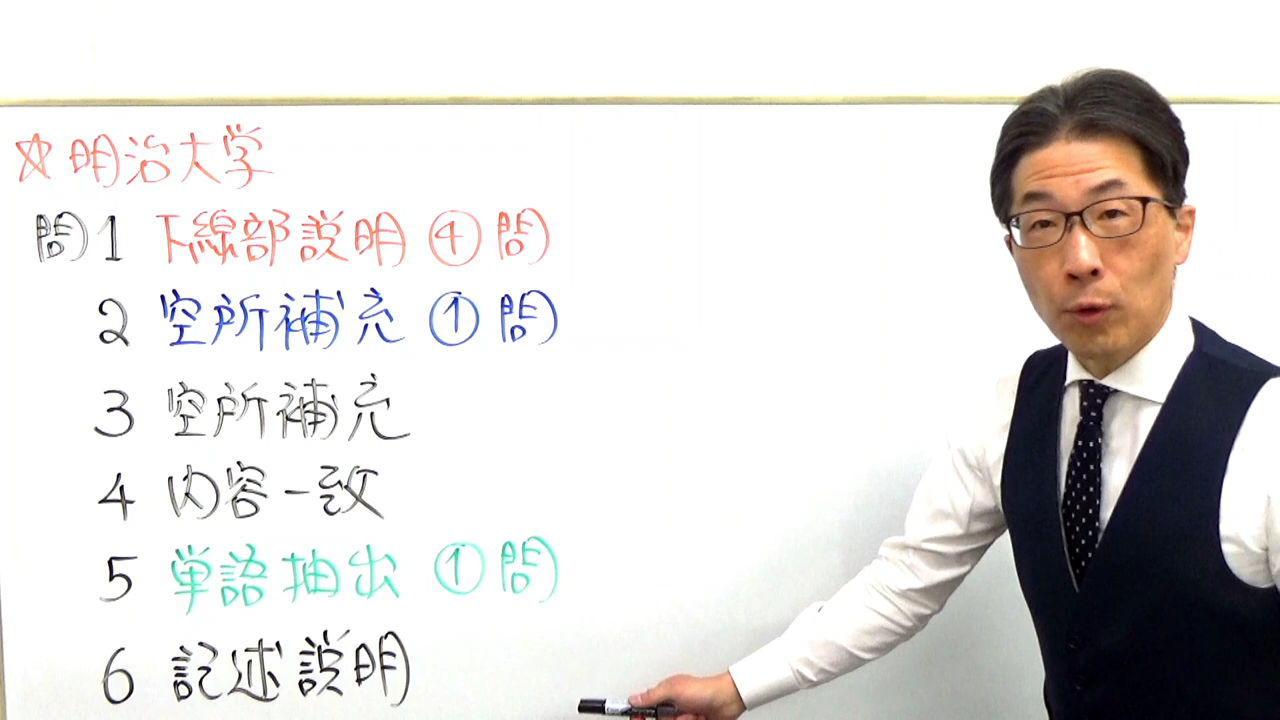 ☆明治大学
問1 下線部説明 ④問
2 空所補充 ①問
3 空所補充
4 内容一致
5 単語抽出 ①問
6 記述説明